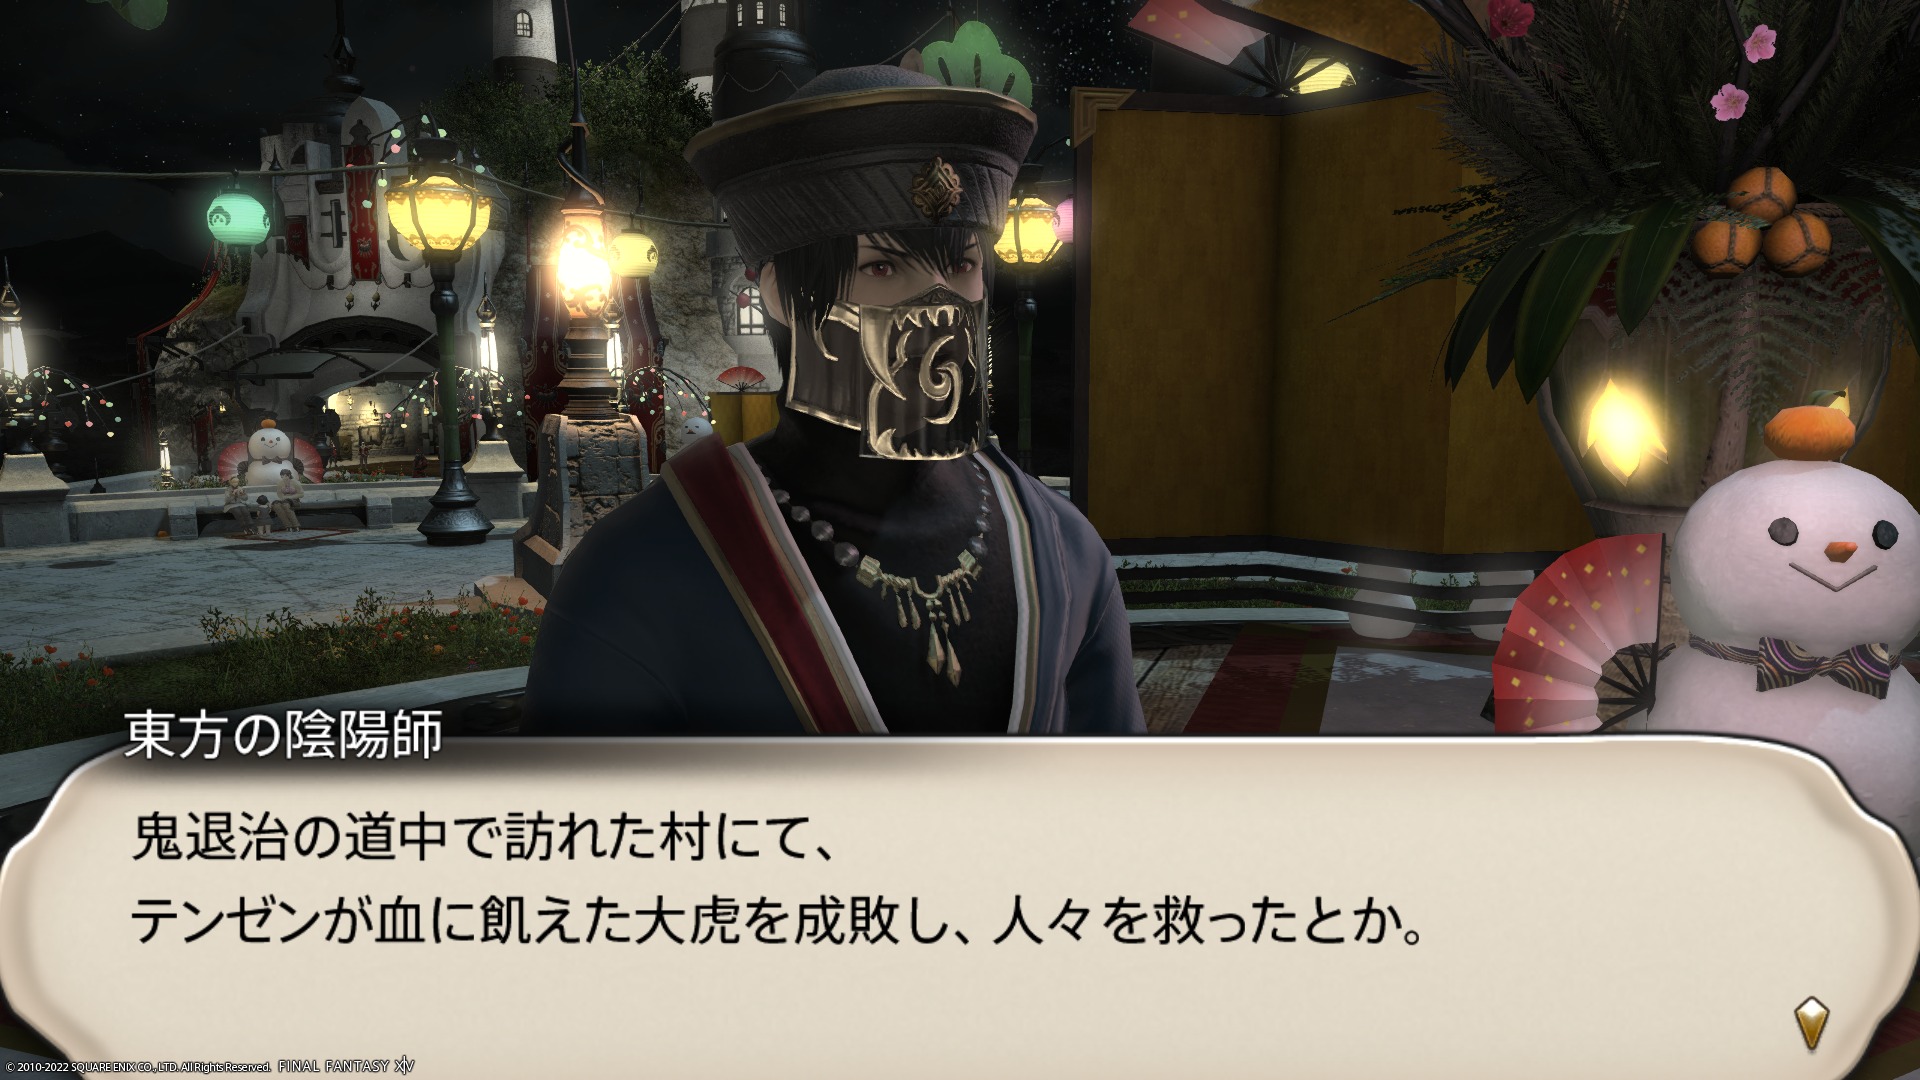 東方の陰陽師
鬼退治の道中で訪れた村にて、
テンゼンが血に飢えた大虎を成敗し、人々を救ったとか。
© 2010-2022 SQUARE ENIX CO., LTD. All Rights Reserved. FINAL FANTASY XIV